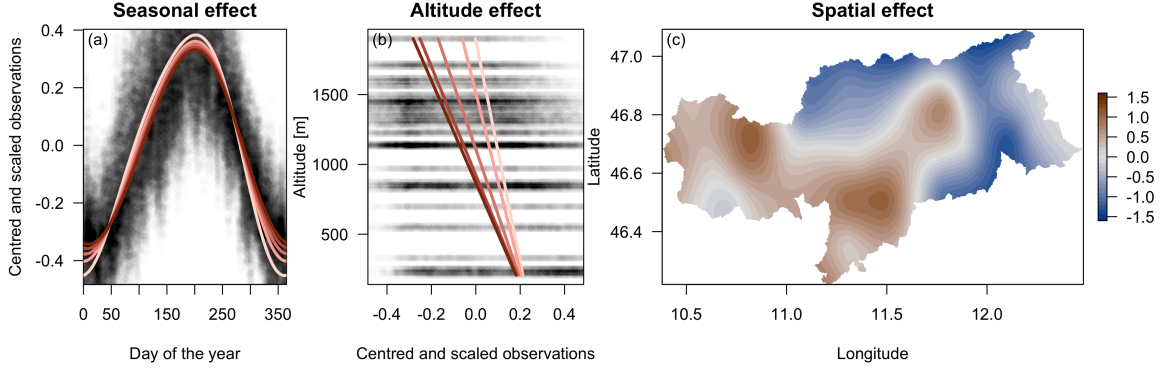 Seasonal effect
Altitude effect
Spatial effect
(a)
(b)
(c)
Centred and scaled observations
0.4
0.2
0.0
-0.2
-0.4
0 50 150 250 350
Day of the year
Altitude [m]
1500
1000
500
-0.4 -0.2 0.0 0.2 0.4
Centred and scaled observations
Latitude
47.0
46.8
46.6
46.4
10.5 11.0 11.5 12.0
Longitude
1.5
1.0
0.5
0.0
-0.5
-1.0
-1.5